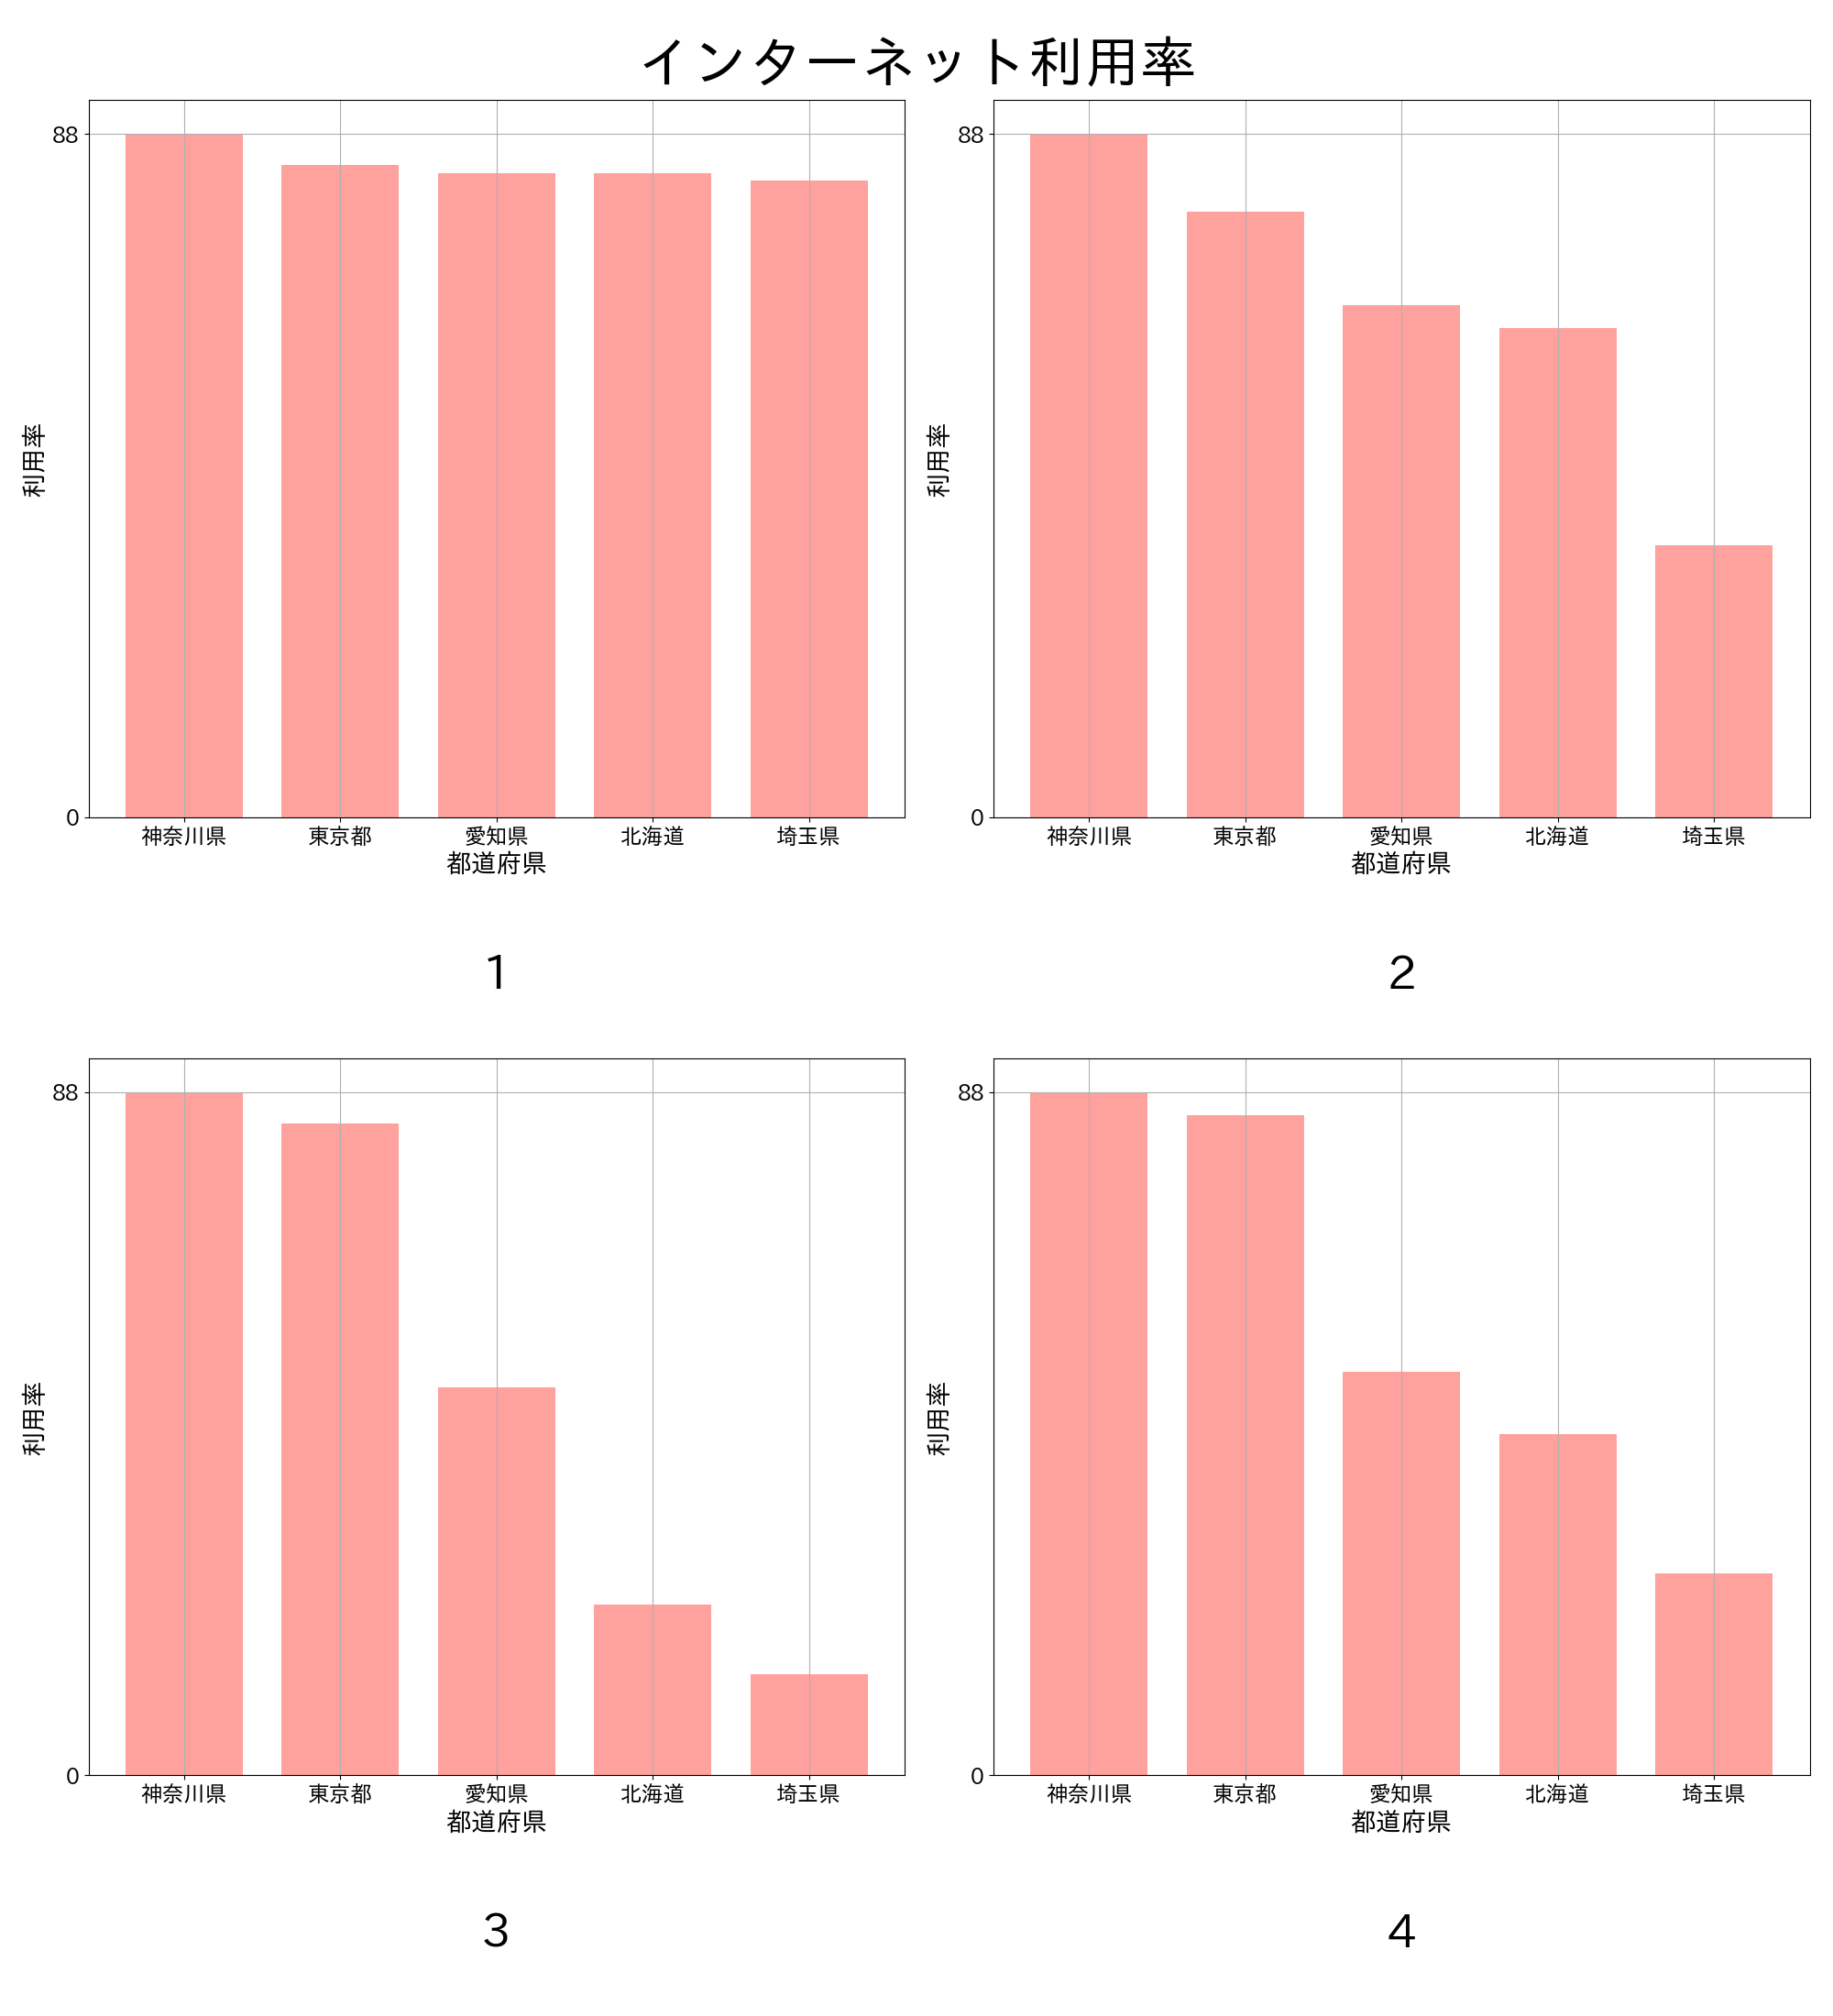 インターネット利用率
88
0
利用率
神奈川県 東京都 愛知県 北海道 埼玉県
都道府県
1
88
0
利用率
神奈川県 東京都 愛知県 北海道 埼玉県
都道府県
2
88
0
利用率
神奈川県 東京都 愛知県 北海道 埼玉県
都道府県
3
88
0
利用率
神奈川県 東京都 愛知県 北海道 埼玉県
都道府県
4